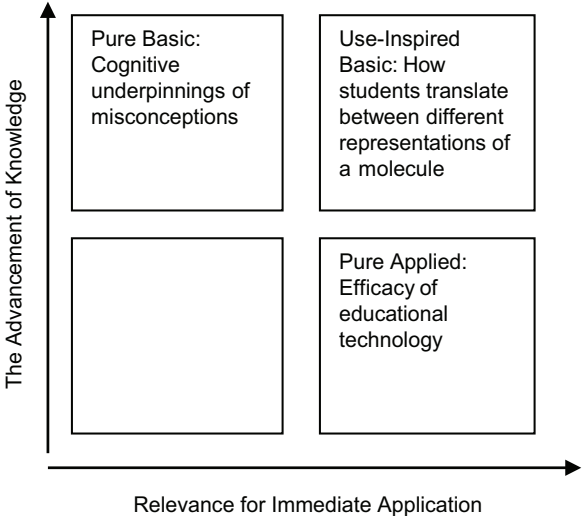 Pure Basic:
Cognitive
underpinnings of
misconceptions
Use-Inspired
Basic: How
students translate
between different
representations of
a molecule
Pure Applied:
Efficacy of
educational
technology
The Advancement of Knowledge
Relevance for Immediate Application